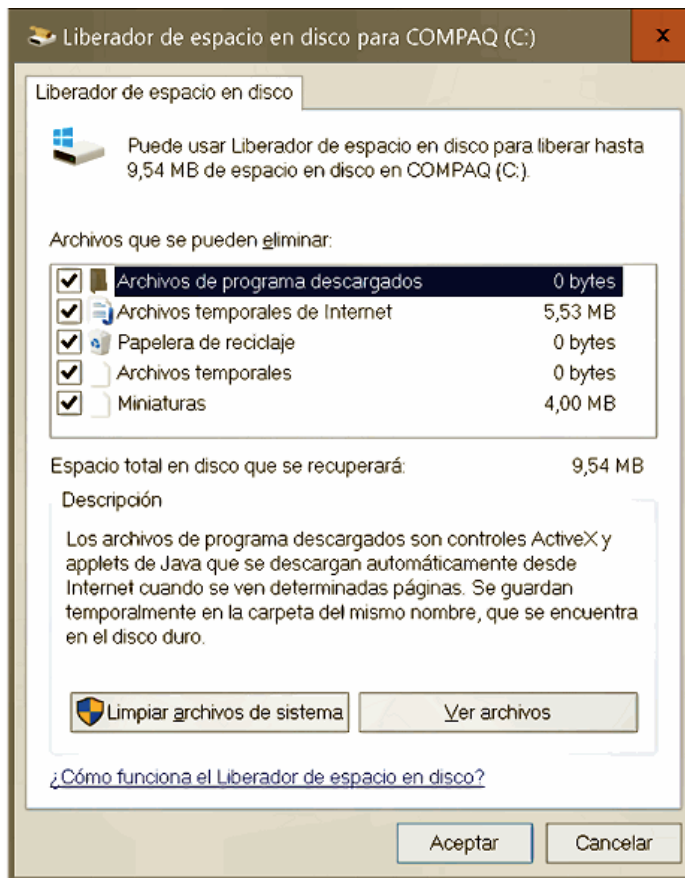 Liberador de espacio en disco para COMPAQ (C:)
x
Liberador de espacio en disco
Puede usar Liberador de espacio en disco para liberar hasta
9,54 MB de espacio en disco en COMPAQ (C:).
Archivos que se pueden eliminar:
Archivos de programa descargados 0 bytes
Archivos temporales de Internet 5,53 MB
Papelera de reciclaje 0 bytes
Archivos temporales 0 bytes
Miniaturas 4,00 MB
Espacio total en disco que se recuperará: 9,54 MB
Descripción
Los archivos de programa descargados son controles ActiveX y
applets de Java que se descargan automáticamente desde
Internet cuando se ven determinadas páginas. Se guardan
temporalmente en la carpeta del mismo nombre, que se encuentra
en el disco duro.
Limpiar archivos de sistema Ver archivos
¿Cómo funciona el Liberador de espacio en disco?
Aceptar Cancelar